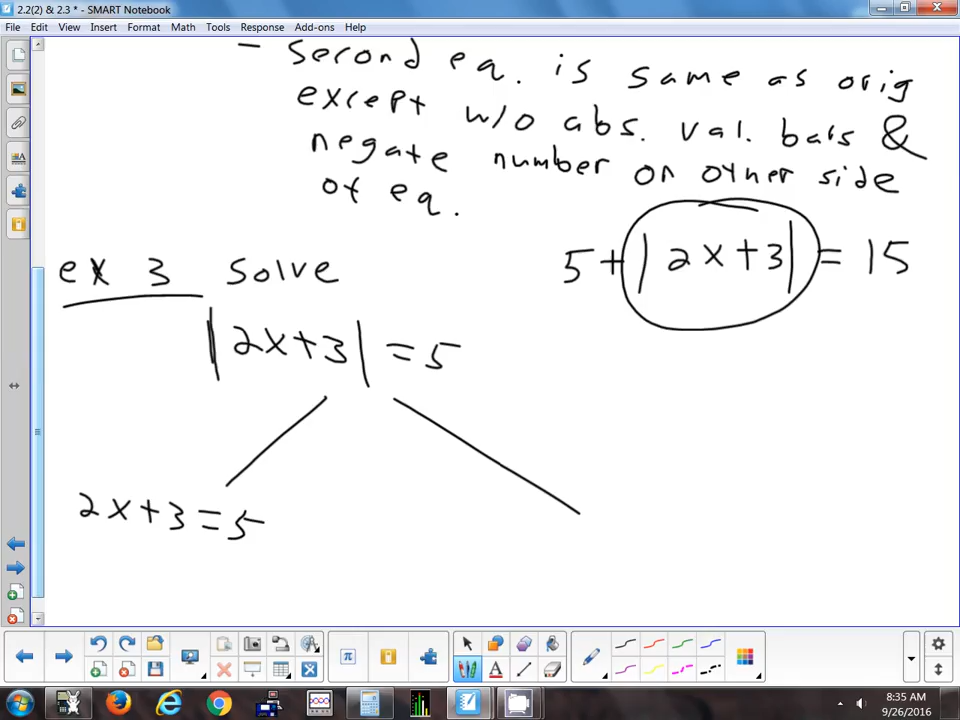 2.2(2) & 2.3 * - SMART Notebook
File Edit View Insert Format Math Tools Response Add-ons Help
- second eq. is same as orig
except w/o abs. val. bars &
negate number on other side
of eq.
5+|2x+3|=15
ex 3 solve
|2x+3|=5
2x+3=5
8:35 AM
9/26/2016